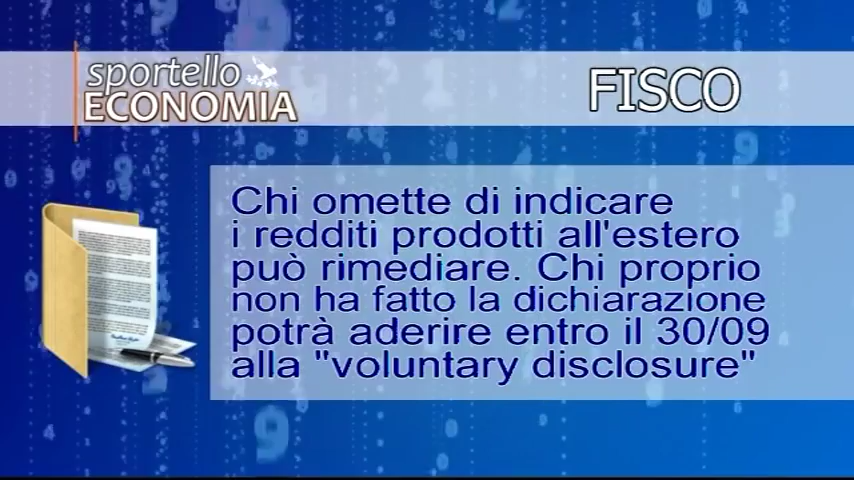 sportello
ECONOMIA
FISCO
Chi omette di indicare
i redditi prodotti all'estero
può rimediare. Chi proprio
non ha fatto la dichiarazione
potrà aderire entro il 30/09
alla "voluntary disclosure"